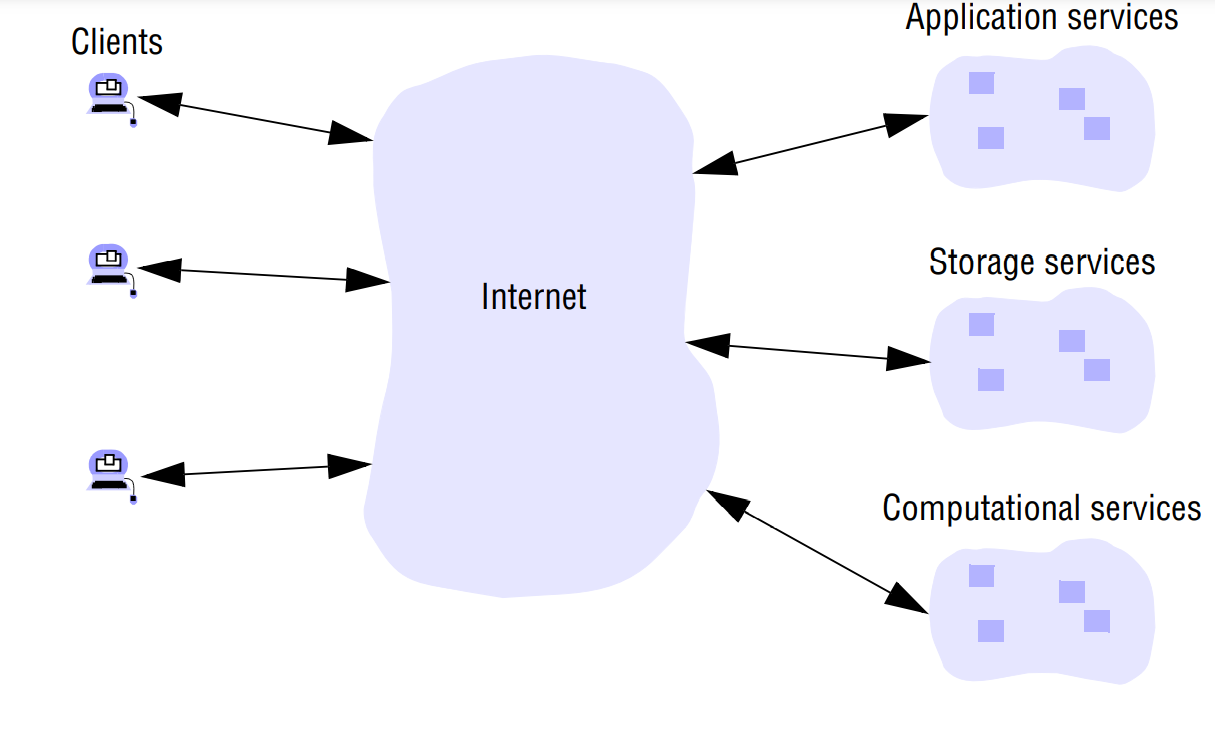 Clients
Application services
Internet
Storage services
Computational services